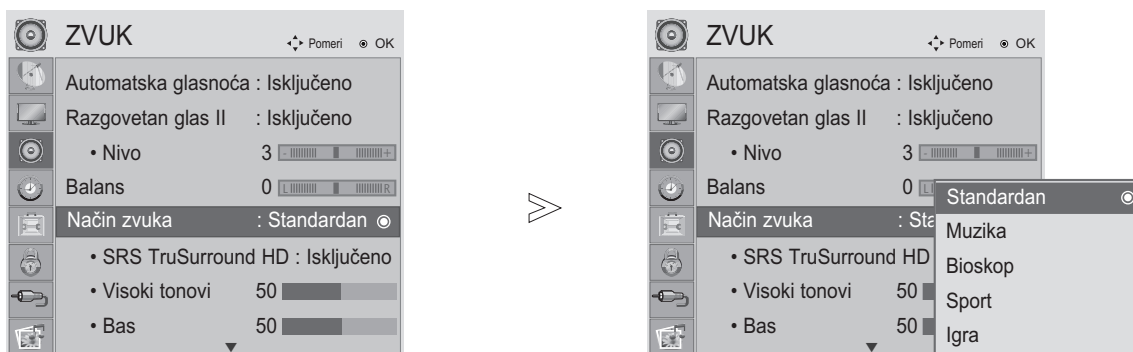 ZVUK
Pomeri OK
Automatska glasnoća : Isključeno
Razgovetan glas II : Isključeno
• Nivo 3 - +
Balans 0 L R
Način zvuka : Standardan
• SRS TruSurround HD : Isključeno
• Visoki tonovi 50
• Bas 50
ZVUK
Pomeri OK
Automatska glasnoća : Isključeno
Razgovetan glas II : Isključeno
• Nivo 3 - +
Balans 0 L
Način zvuka : Sta
• SRS TruSurround HD
• Visoki tonovi 50
• Bas 50
Standardan
Muzika
Bioskop
Sport
Igra